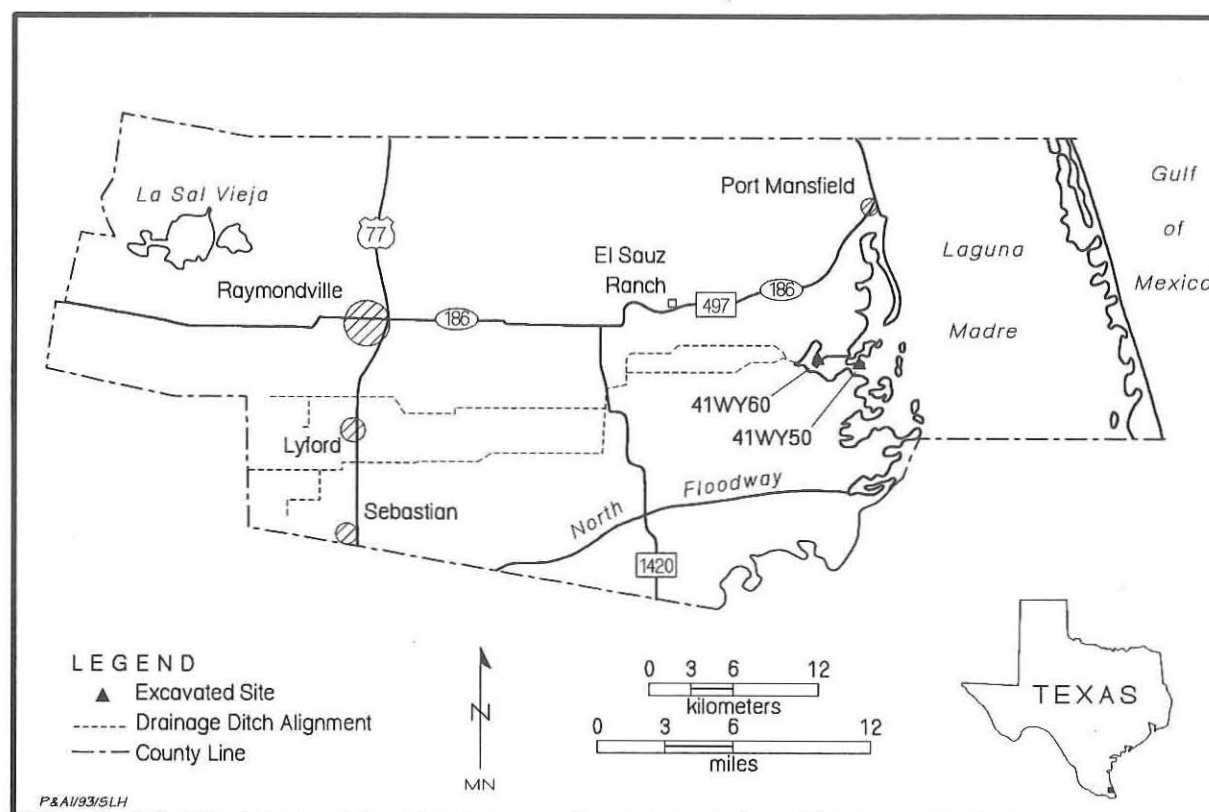 La Sal Vieja
77
Port Mansfield
Gulf
of
Mexico
Laguna
Madre
El Sauz
Ranch
Raymondville
186
497
186
41WY60
41WY50
Lyford
North Floodway
Sebastian
1420
LEGEND
Excavated Site
Drainage Ditch Alignment
County Line
N
MN
0 3 6 12
kilometers
0 3 6 12
miles
TEXAS
P&AI/93/SLH